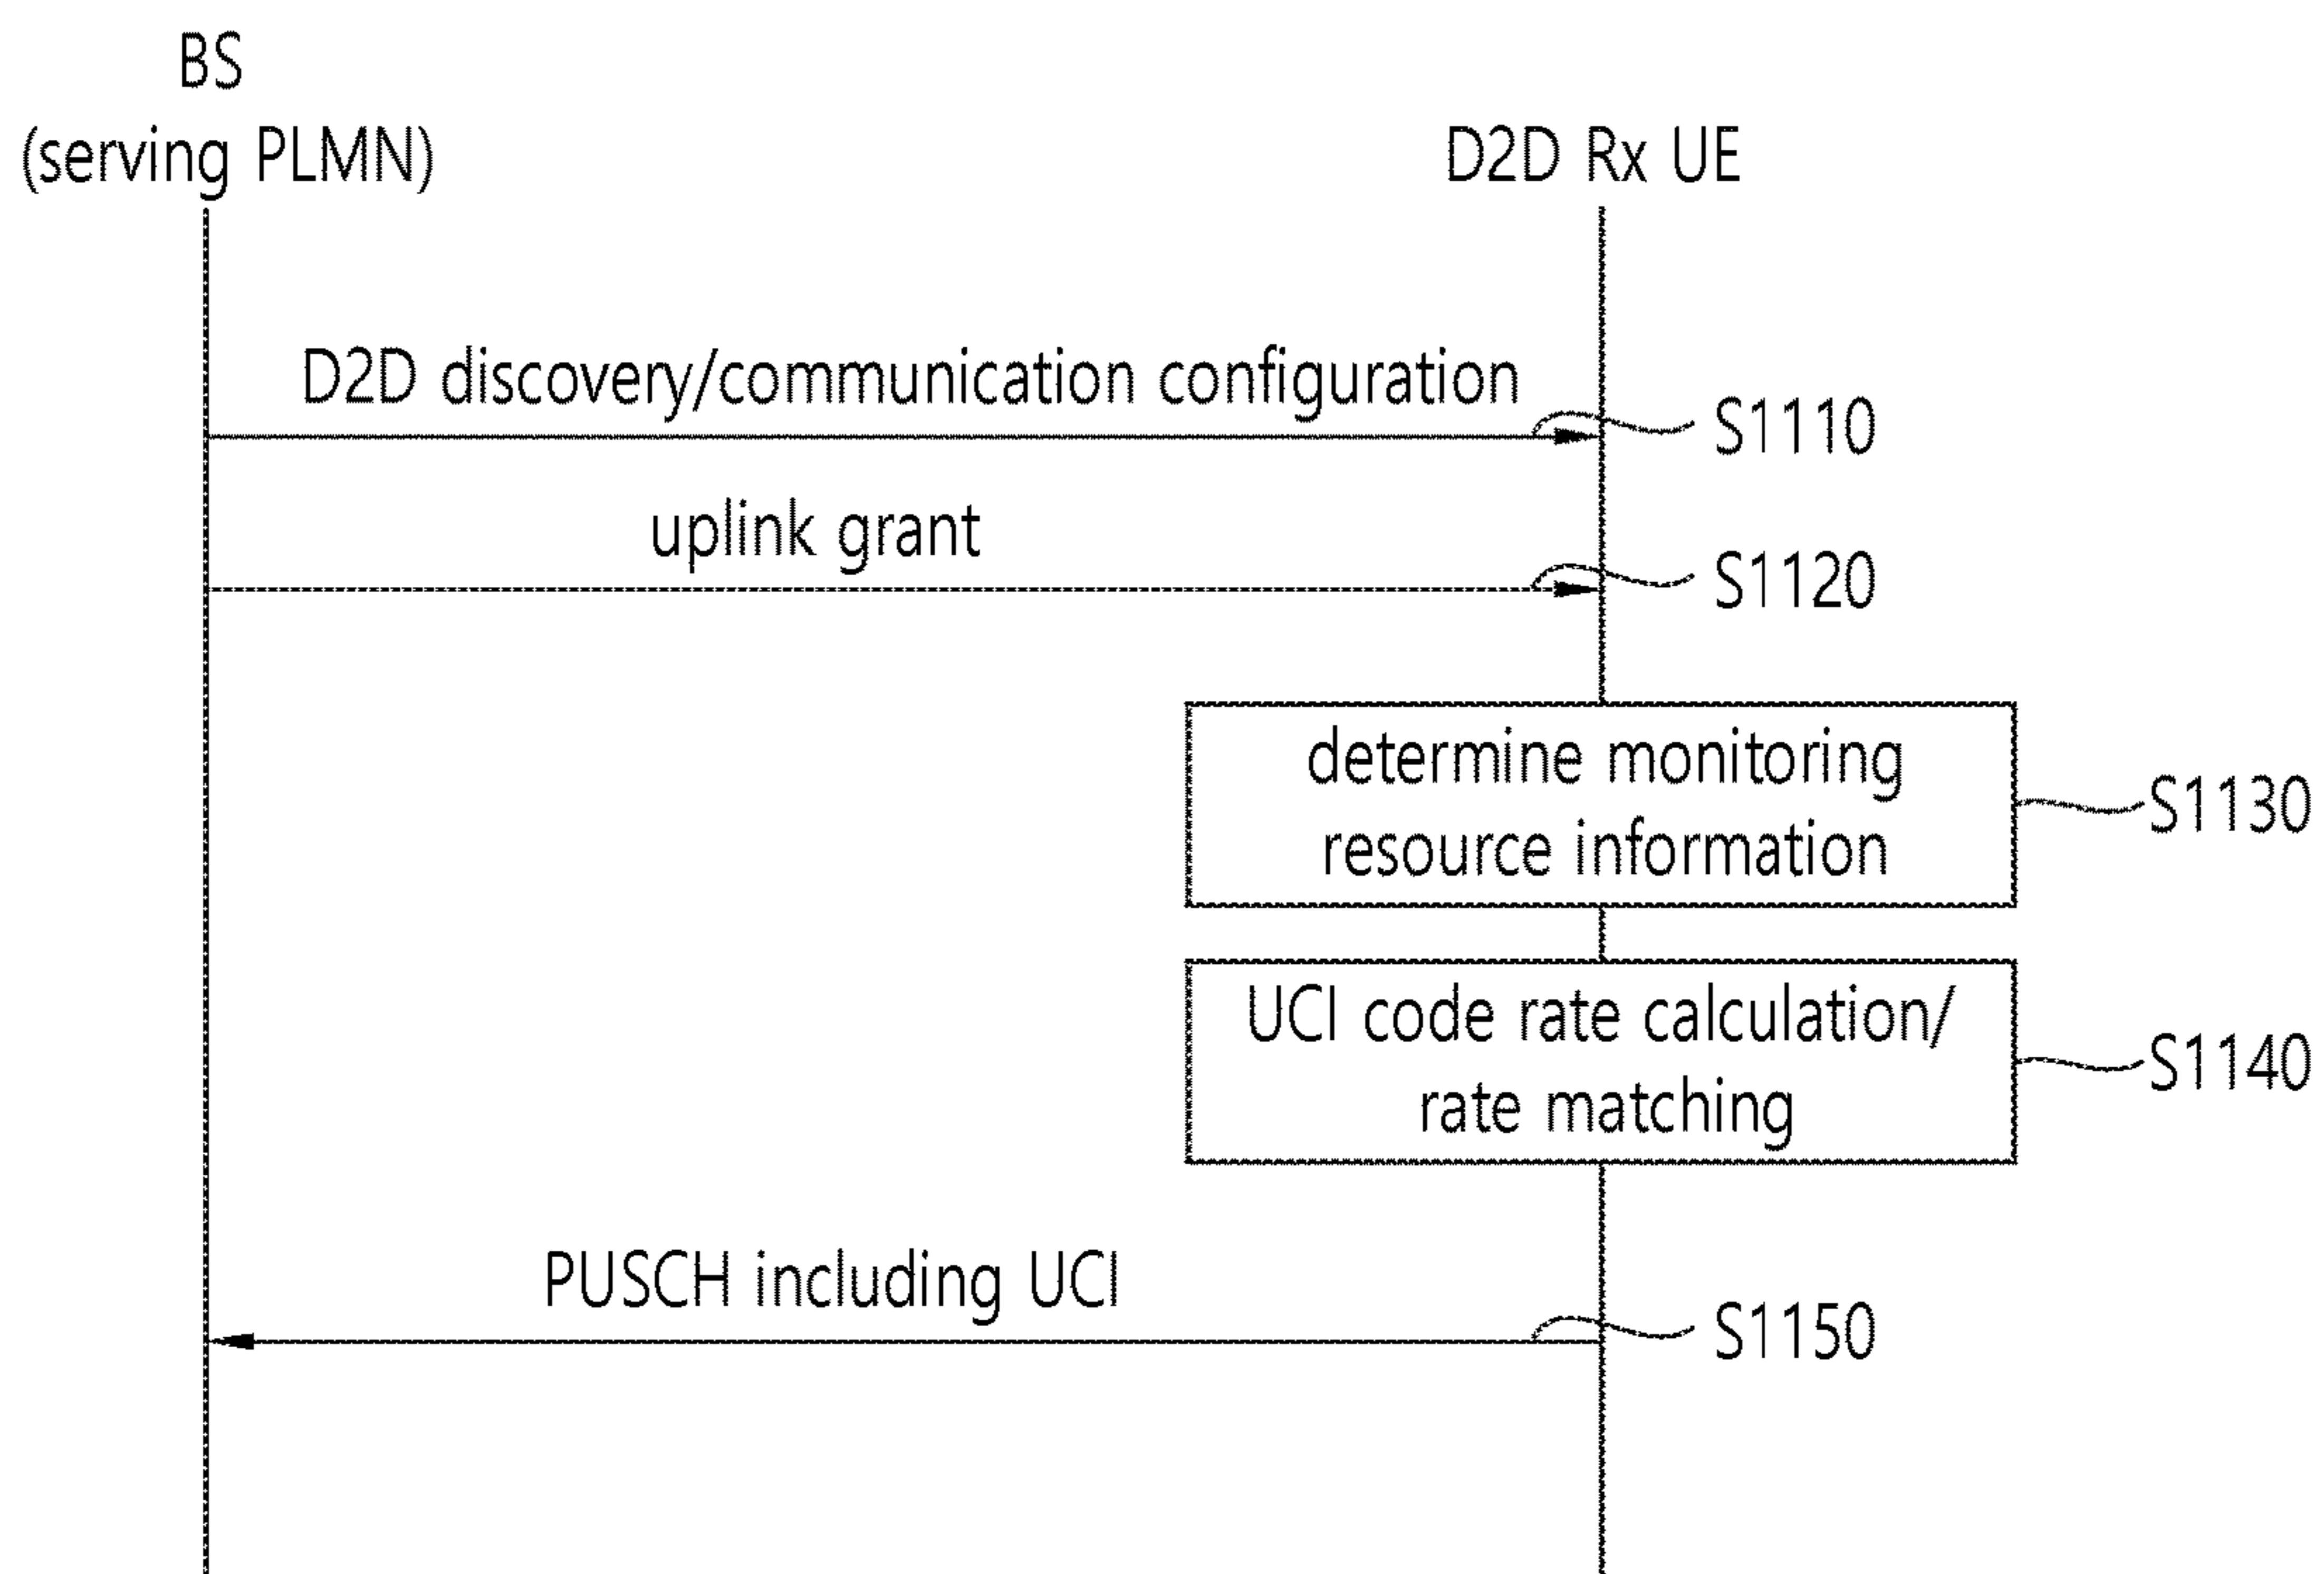 BS
(serving PLMN)
D2D Rx UE
D2D discovery/communication configuration
S1110
uplink grant
S1120
determine monitoring
resource information
S1130
UCI code rate calculation/
rate matching
S1140
PUSCH including UCI
S1150